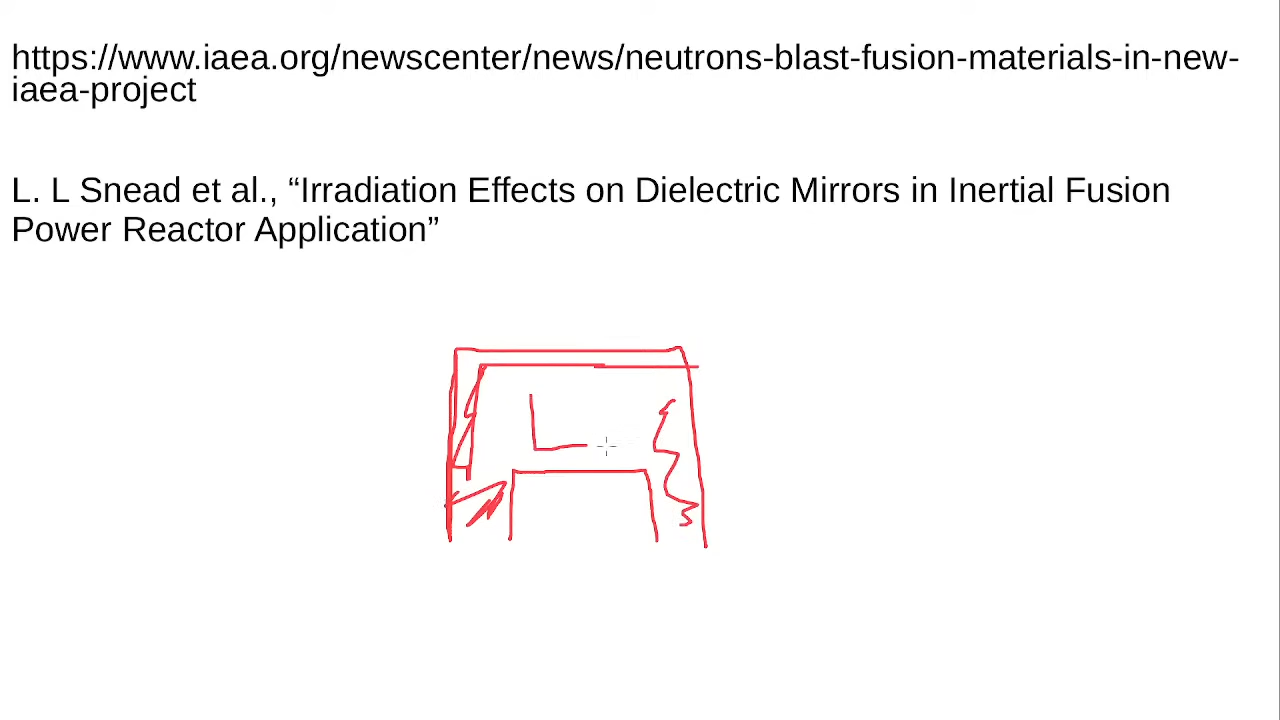 https://www.iaea.org/newscenter/news/neutrons-blast-fusion-materials-in-new-
iaea-project
L. L Snead et al., “Irradiation Effects on Dielectric Mirrors in Inertial Fusion
Power Reactor Application”